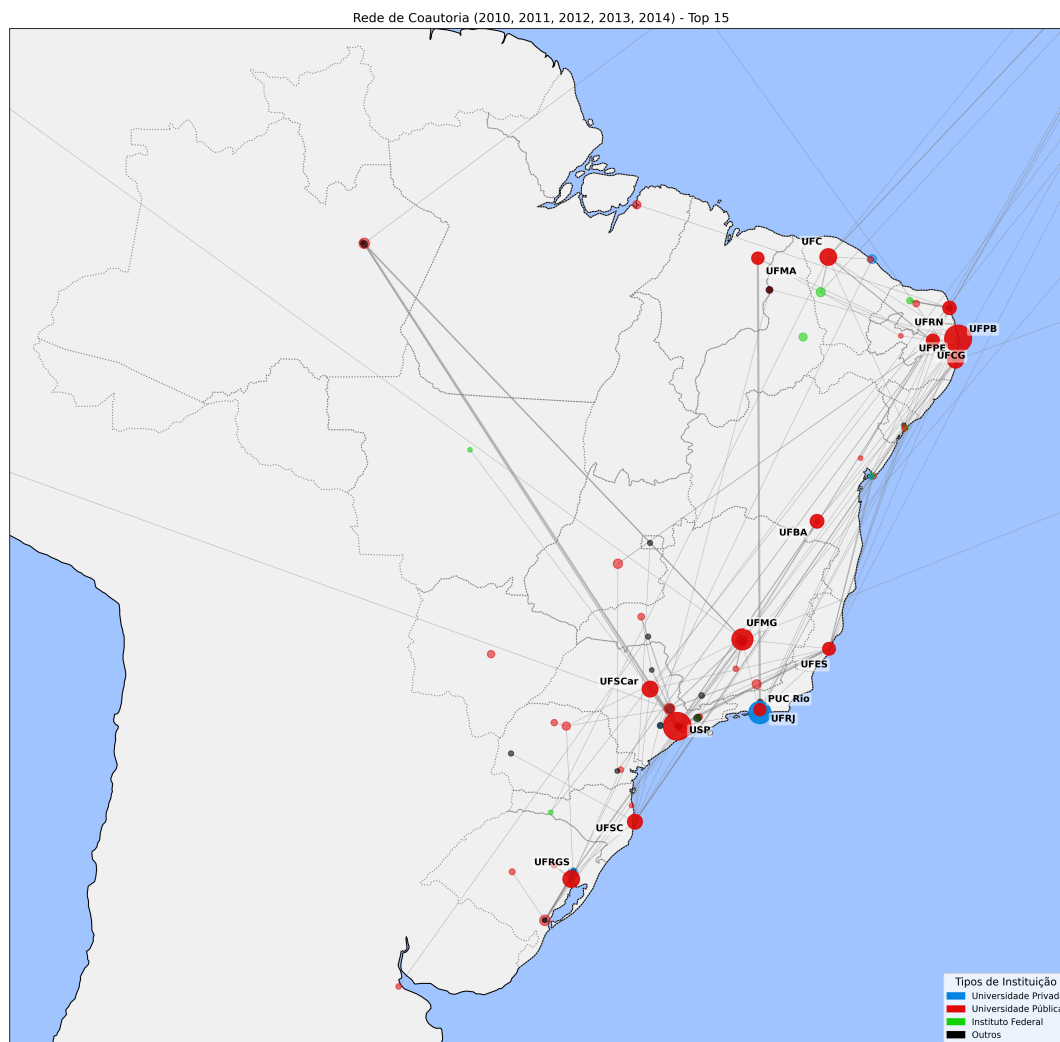 Rede de Coautoria (2010, 2011, 2012, 2013, 2014) - Top 15
UFC
UFMA
UFRN
UFPB
UFPE
UFCG
UFBA
UFMG
UFES
UFSCar
PUC Rio
UFRJ
USP
UFSC
UFRGS
Tipos de Instituição
Universidade Privad
Universidade Pública
Instituto Federal
Outros